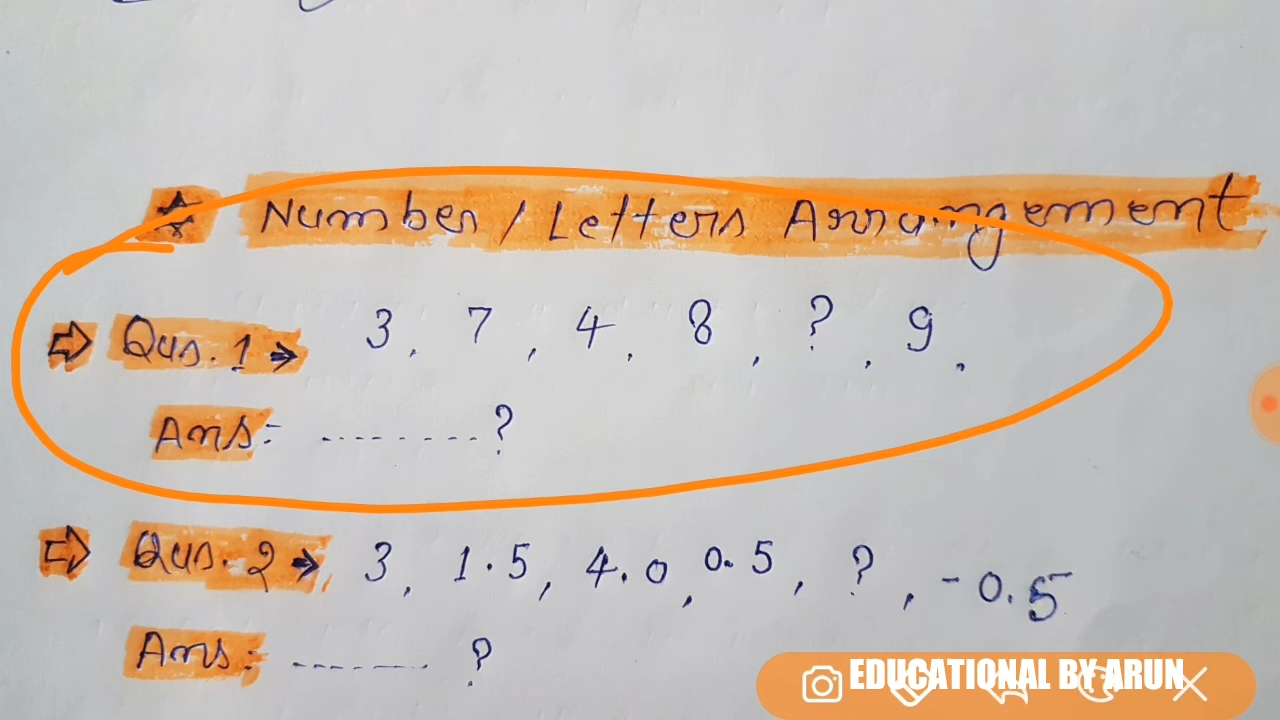 * Number / Letters Arrangement
⇨ Qus. 1 → 3, 7, 4, 8, ?, 9,
Ans:- ---------?
⇨ Qus. 2 → 3, 1.5, 4.0, 0.5, ?, -0.5
Ans:- ------- ?
EDUCATIONAL BY ARUN